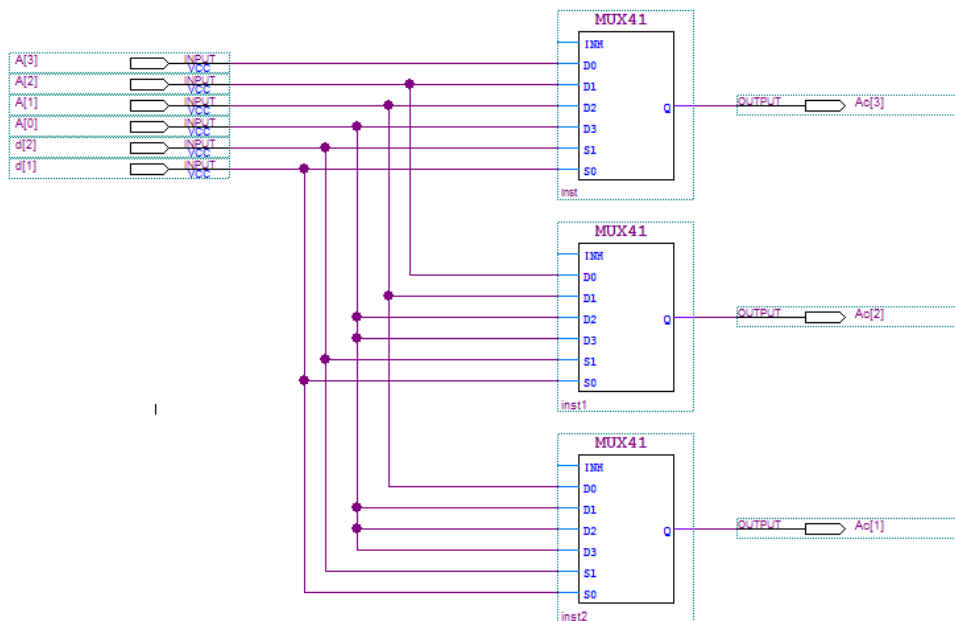 MUX41
INH
A[3] INPUT VCC D0
A[2] INPUT VCC D1
A[1] INPUT VCC D2 Q OUTPUT Ac[3]
A[0] INPUT VCC D3
d[2] INPUT VCC S1
d[1] INPUT VCC S0
inst
MUX41
INH
D0
D1
D2 Q OUTPUT Ac[2]
D3
S1
S0
inst1
MUX41
INH
D0
D1
D2 Q OUTPUT Ac[1]
D3
S1
S0
inst2